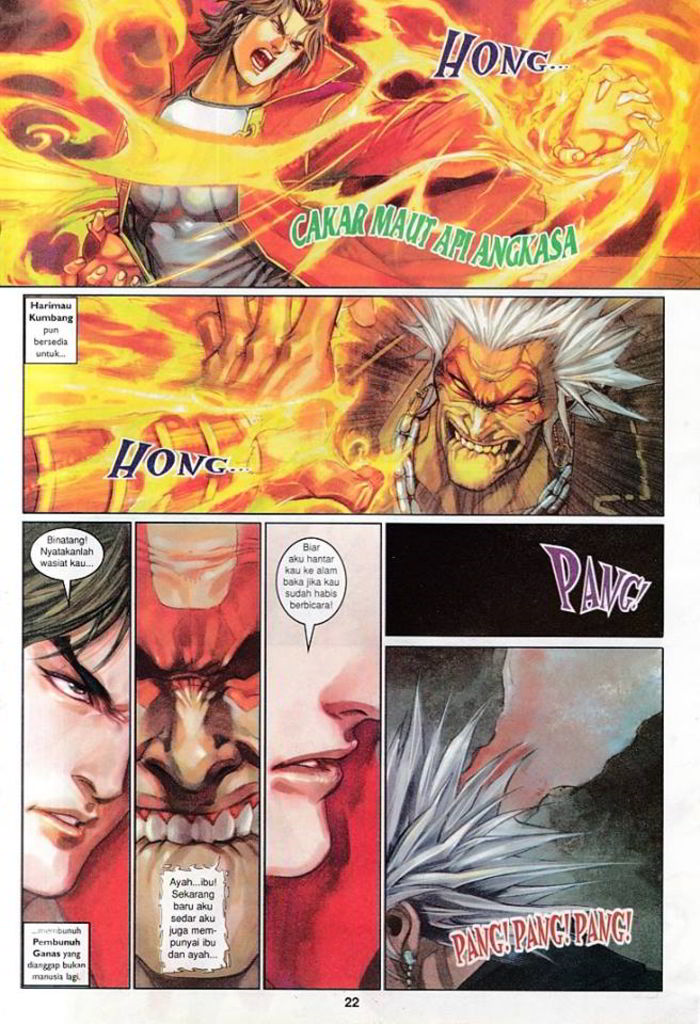 HONG...
CAKAR MAUT API ANGKASA
Harimau
Kumbang
pun
bersedia
untuk...
HONG...
Binatang!
Nyatakanlah
wasiat kau...
...membunuh
Pembunuh
Ganas yang
dianggap bukan
manusia lagi.
Ayah...ibu!
Sekarang
baru aku
sedar aku
juga mem-
punyai ibu
dan ayah...
Biar
aku hantar
kau ke alam
baka jika kau
sudah habis
berbicara!
PANG!
PANG! PANG! PANG!
22